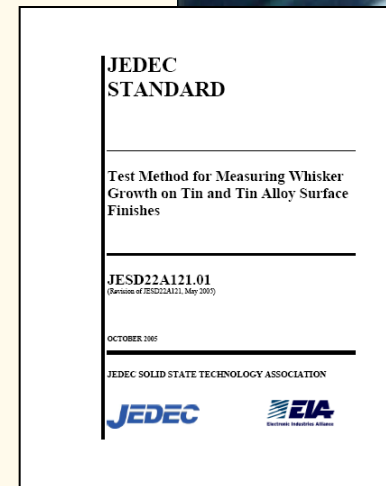 JEDEC
STANDARD
Test Method for Measuring Whisker
Growth on Tin and Tin Alloy Surface
Finishes
JESD22A121.01
(Revision of JESD22A121, May 2005)
OCTOBER 2005
JEDEC SOLID STATE TECHNOLOGY ASSOCIATION
JEDEC
EIA
Electronic Industries Alliance